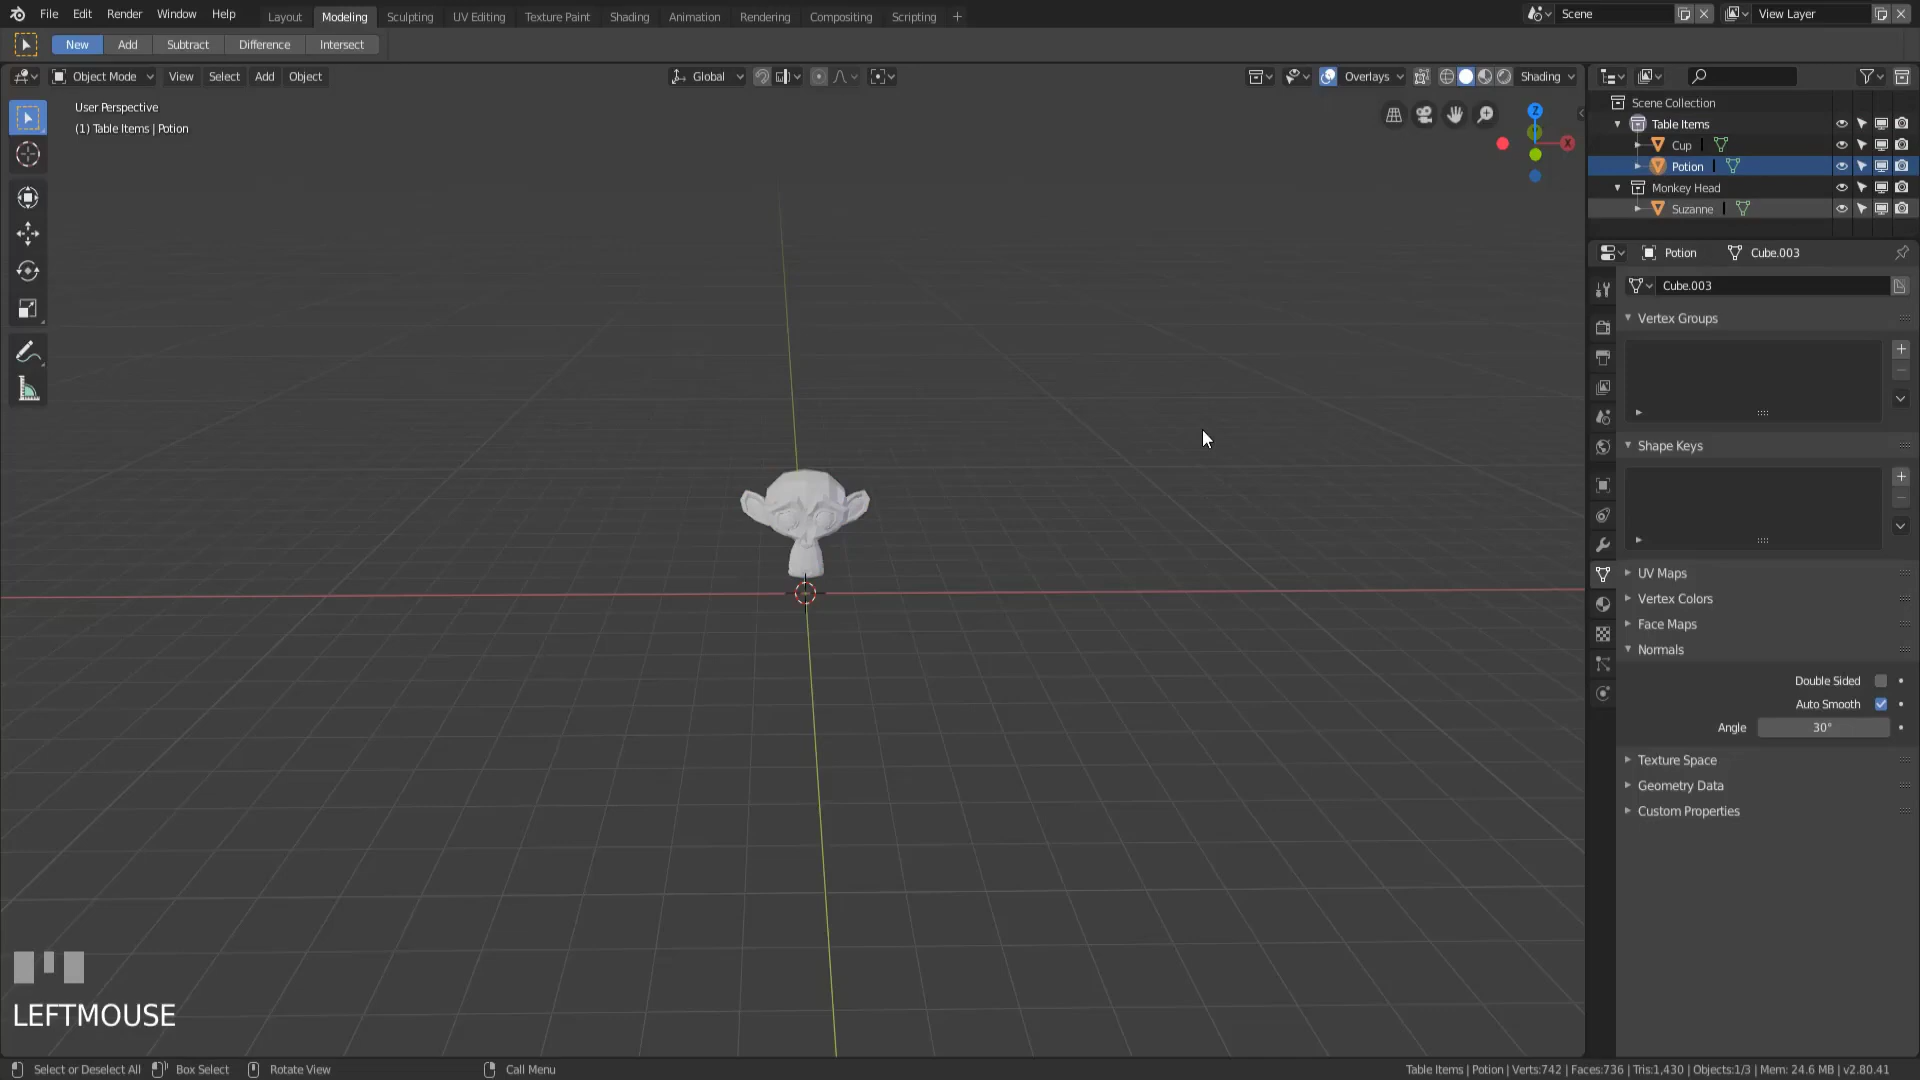 File Edit Render Window Help Layout Modeling Sculpting UV Editing Texture Paint Shading Animation Rendering Compositing Scripting + Scene View Layer
New Add Subtract Difference Intersect
Object Mode View Select Add Object Global Overlays Shading
User Perspective
(1) Table Items | Potion
Z
X
Scene Collection
Table Items
Cup
Potion
Monkey Head
Suzanne
Potion Cube.003
Cube.003
Vertex Groups
Shape Keys
UV Maps
Vertex Colors
Face Maps
Normals
Double Sided
Auto Smooth
Angle 30°
Texture Space
Geometry Data
Custom Properties
LEFTMOUSE
Select or Deselect All Box Select Rotate View Call Menu Table Items | Potion | Verts:742 | Faces:736 | Tris:1,430 | Objects:1/3 | Mem: 24.6 MB | v2.80.41